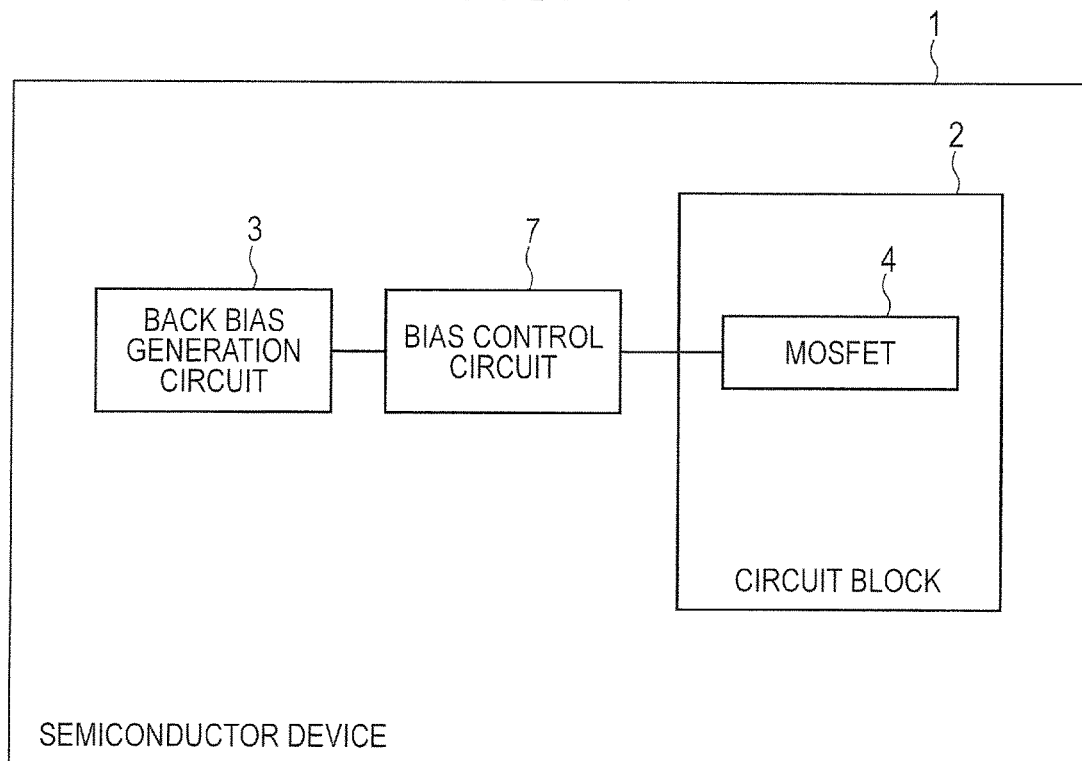 1
2
3
7
4
BACK BIAS
GENERATION
CIRCUIT
BIAS CONTROL
CIRCUIT
MOSFET
CIRCUIT BLOCK
SEMICONDUCTOR DEVICE